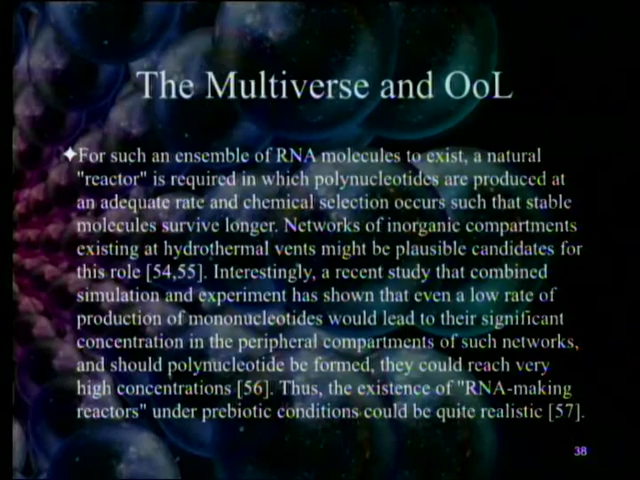 The Multiverse and OoL
For such an ensemble of RNA molecules to exist, a natural
"reactor" is required in which polynucleotides are produced at
an adequate rate and chemical selection occurs such that stable
molecules survive longer. Networks of inorganic compartments
existing at hydrothermal vents might be plausible candidates for
this role [54,55]. Interestingly, a recent study that combined
simulation and experiment has shown that even a low rate of
production of mononucleotides would lead to their significant
concentration in the peripheral compartments of such networks,
and should polynucleotide be formed, they could reach very
high concentrations [56]. Thus, the existence of "RNA-making
reactors" under prebiotic conditions could be quite realistic [57].
38